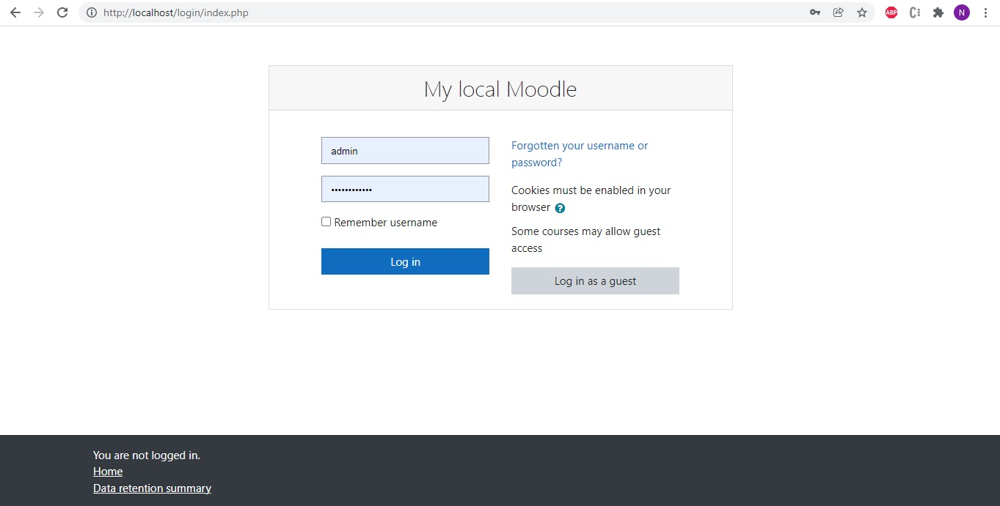 http://localhost/login/index.php
ABP
N
My local Moodle
admin
••••••••••••
Remember username
Log in
Forgotten your username or
password?
Cookies must be enabled in your
browser ?
Some courses may allow guest
access
Log in as a guest
You are not logged in.
Home
Data retention summary